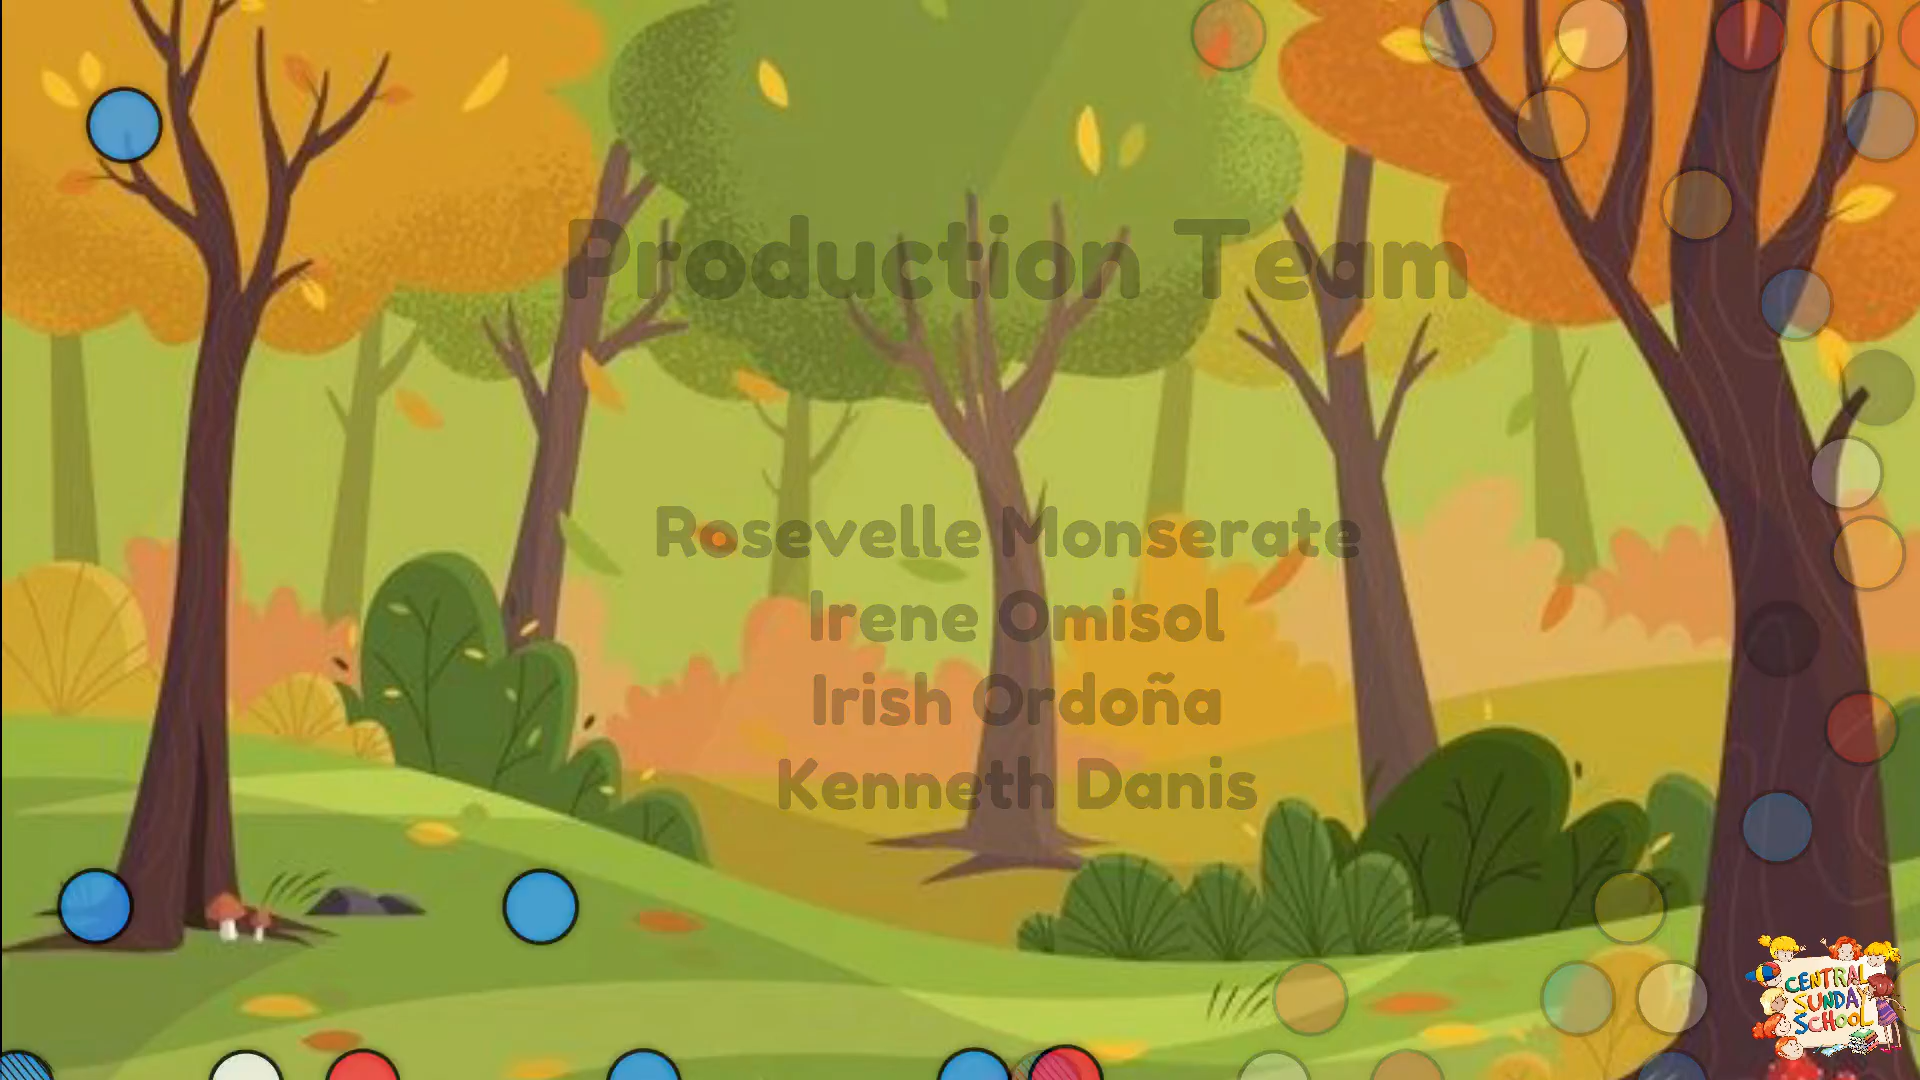 Production Team
Rosevelle Monserate
Irene Omisol
Irish Ordoña
Kenneth Danis
CENTRAL
SUNDAY
SCHOOL